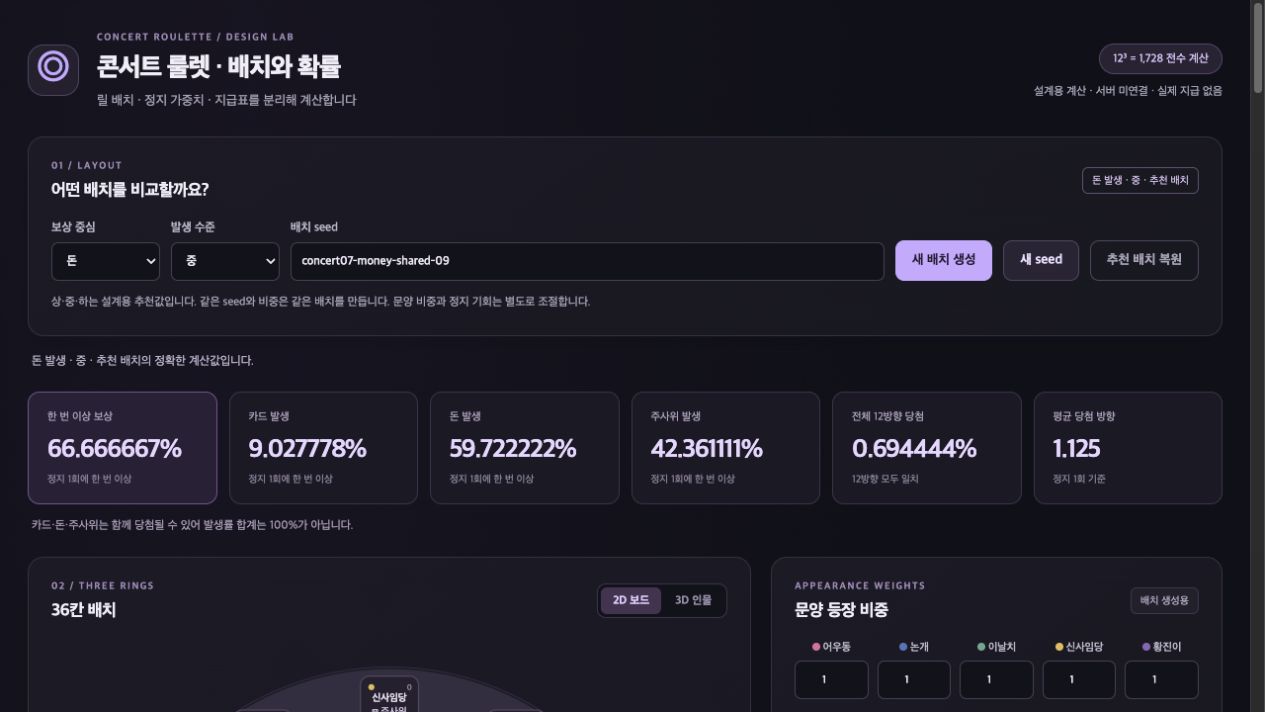 CONCERT ROULETTE / DESIGN LAB
콘서트 룰렛 · 배치와 확률
릴 배치 · 정지 가중치 · 지급표를 분리해 계산합니다
12³ = 1,728 전수 계산
설계용 계산 · 서버 미연결 · 실제 지급 없음
01 / LAYOUT
어떤 배치를 비교할까요?
돈 발생 · 중 · 추천 배치
보상 중심
발생 수준
배치 seed
돈
중
concert07-money-shared-09
새 배치 생성
새 seed
추천 배치 복원
상·중·하는 설계용 추천값입니다. 같은 seed와 비중은 같은 배치를 만듭니다. 문양 비중과 정지 기회는 별도로 조절합니다.
돈 발생 · 중 · 추천 배치의 정확한 계산값입니다.
한 번 이상 보상
66.666667%
정지 1회에 한 번 이상
카드 발생
9.027778%
정지 1회에 한 번 이상
돈 발생
59.722222%
정지 1회에 한 번 이상
주사위 발생
42.361111%
정지 1회에 한 번 이상
전체 12방향 당첨
0.694444%
12방향 모두 일치
평균 당첨 방향
1.125
정지 1회 기준
카드·돈·주사위는 함께 당첨될 수 있어 발생률 합계는 100%가 아닙니다.
02 / THREE RINGS
36칸 배치
2D 보드
3D 인물
0
신사임당
주사위
APPEARANCE WEIGHTS
문양 등장 비중
배치 생성용
어우동
논개
이날치
신사임당
황진이
1
1
1
1
1